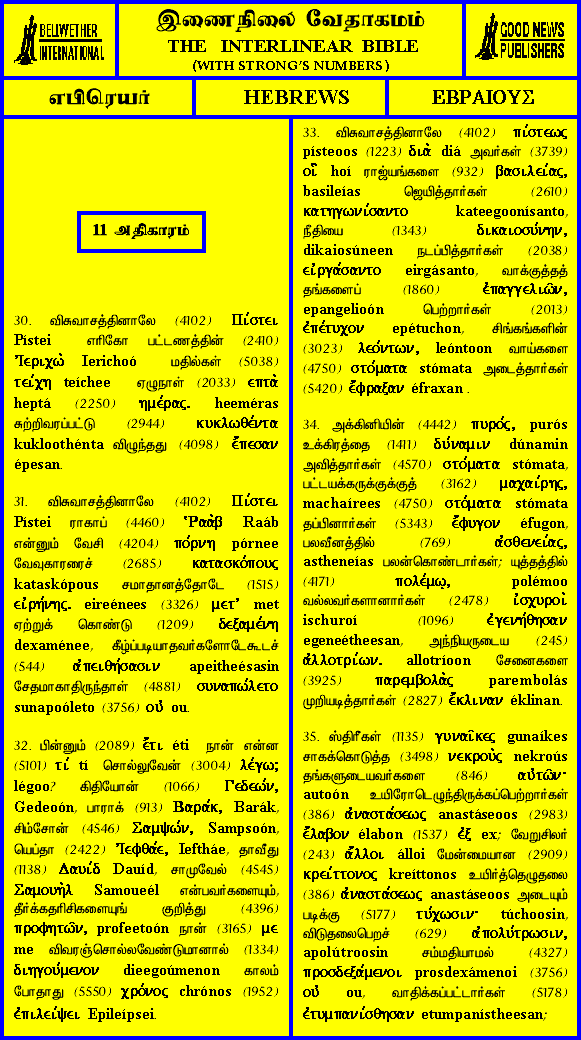 BELLWETHER
INTERNATIONAL
இணைநிலை வேதாகமம்
THE INTERLINEAR BIBLE
(WITH STRONG'S NUMBERS)
GOOD NEWS
PUBLISHERS
எபிரெயர்
HEBREWS
ΕΒΡΑΙΟΥΣ
11 அதிகாரம்
30. விசுவாசத்தினாலே (4102) Πίστει
Pístei எரிகோ பட்டணத்தின் (2410)
Ἰεριχὼ Ierichoó மதில்கள் (5038)
τείχη teíchee ஏழுநாள் (2033) ἑπτὰ
heptá (2250) ἡμέρας. heeméras
சுற்றிவரப்பட்டு (2944) κυκλωθέντα
kukloothénta விழுந்தது (4098) ἔπεσαν
épesan.
31. விசுவாசத்தினாலே (4102) Πίστει
Pístei ராகாப் (4460) Ῥαὰβ Raáb
என்னும் வேசி (4204) πόρνη pórnee
வேவுகாரரைச் (2685) κατασκόπους
kataskópous சமாதானத்தோடே (1515)
εἰρήνης. eireénees (3326) μετ' met
ஏற்றுக் கொண்டு (1209) δεξαμένη
dexaménee, கீழ்ப்படியாதவர்களோடேகூடச்
(544) ἀπειθήσασιν apeitheésasin
சேதமாகாதிருந்தாள் (4881) συναπώλετο
sunapoóleto (3756) οὐ ou.
32. பின்னும் (2089) ἔτι éti நான் என்ன
(5101) τί tí சொல்லுவேன் (3004) λέγω;
légoo? கிதியோன் (1066) Γεδεών,
Gedeoón, பாராக் (913) Βαράκ, Barák,
சிம்சோன் (4546) Σαμψών, Sampsoón,
யெப்தா (2422) Ἰεφθάε, Ieftháe, தாவீது
(1138) Δαυίδ Dauíd, சாமுவேல் (4545)
Σαμουὴλ Samoueél என்பவர்களையும்,
தீர்க்கதரிசிகளையுங் குறித்து (4396)
προφητῶν, profeetoón நான் (3165) με
me விவரஞ்சொல்லவேண்டுமானால் (1334)
διηγούμενον dieegoúmenon காலம்
போதாது (5550) χρόνος chrónos (1952)
ἐπιλείψει Epileípsei.
33. விசுவாசத்தினாலே (4102) πίστεως
písteoos (1223) διὰ diá அவர்கள் (3739)
οἳ hoí ராஜ்யங்களை (932) βασιλείας,
basileías ஜெயித்தார்கள் (2610)
κατηγωνίσαντο kateegoonísanto,
நீதியை (1343) δικαιοσύνην,
dikaiosúneen நடப்பித்தார்கள் (2038)
εἰργάσαντο eirgásanto, வாக்குத்தத்
தங்களைப் (1860) ἐπαγγελιῶν,
epangelioón பெற்றார்கள் (2013)
ἐπέτυχον epétuchon, சிங்கங்களின்
(3023) λεόντων, leóntoon வாய்களை
(4750) στόματα stómata அடைத்தார்கள்
(5420) ἔφραξαν éfraxan .
34. அக்கினியின் (4442) πυρός, purós
உக்கிரத்தை (1411) δύναμιν dúnamin
அவித்தார்கள் (4570) στόματα stómata,
பட்டயக்கருக்குக்குத் (3162) μαχαίρης,
machaírees (4750) στόματα stómata
தப்பினார்கள் (5343) ἔφυγον éfugon,
பலவீனத்தில் (769) ἀσθενείας,
astheneías பலன்கொண்டார்கள்; யுத்தத்தில்
(4171) πολέμῳ, polémoo
வல்லவர்களானார்கள் (2478) ἰσχυροὶ
ischuroí (1096) ἐγενήθησαν
egeneétheesan, அந்நியருடைய (245)
ἀλλοτρίων. allotríoon சேனைகளை
(3925) παρεμβολὰς parembolás
முறியடித்தார்கள் (2827) ἔκλιναν éklinan.
35. ஸ்திரீகள் (1135) γυναῖκες gunaíkes
சாகக்கொடுத்த (3498) νεκροὺς nekroús
தங்களுடையவர்களை (846) αὐτῶν·
autoón உயிரோடெழுந்திருக்கப்பெற்றார்கள்
(386) ἀναστάσεως anastáseoos (2983)
ἔλαβον élabon (1537) ἐξ ex; வேறுசிலர்
(243) ἄλλοι álloi மேன்மையான (2909)
κρείττονος kreíttonos உயிர்த்தெழுதலை
(386) ἀναστάσεως anastáseoos அடையும்
படிக்கு (5177) τύχωσιν· túchoosin,
விடுதலைபெறச் (629) ἀπολύτρωσιν,
apolútroosin சம்மதியாமல் (4327)
προσδεξάμενοι prosdexámenoi (3756)
οὐ ou, வாதிக்கப்பட்டார்கள் (5178)
ἐτυμπανίσθησαν etumpanístheesan;